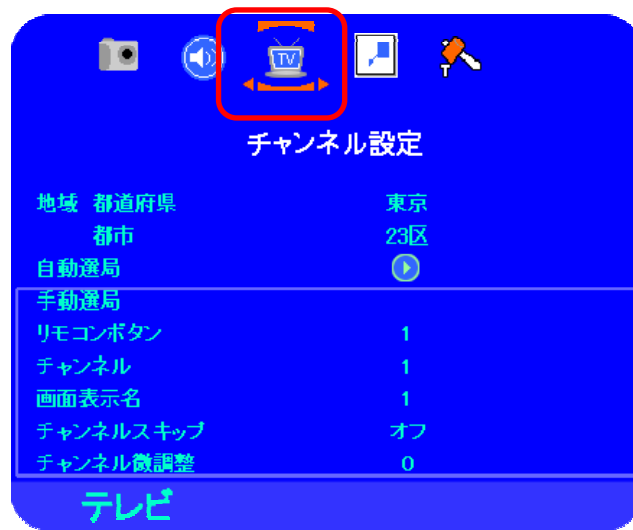 TV
チャンネル設定
地域 都道府県 東京
都市 23区
自動選局
手動選局
リモコンボタン 1
チャンネル 1
画面表示名 1
チャンネルスキップ オフ
チャンネル微調整 0
テレビ